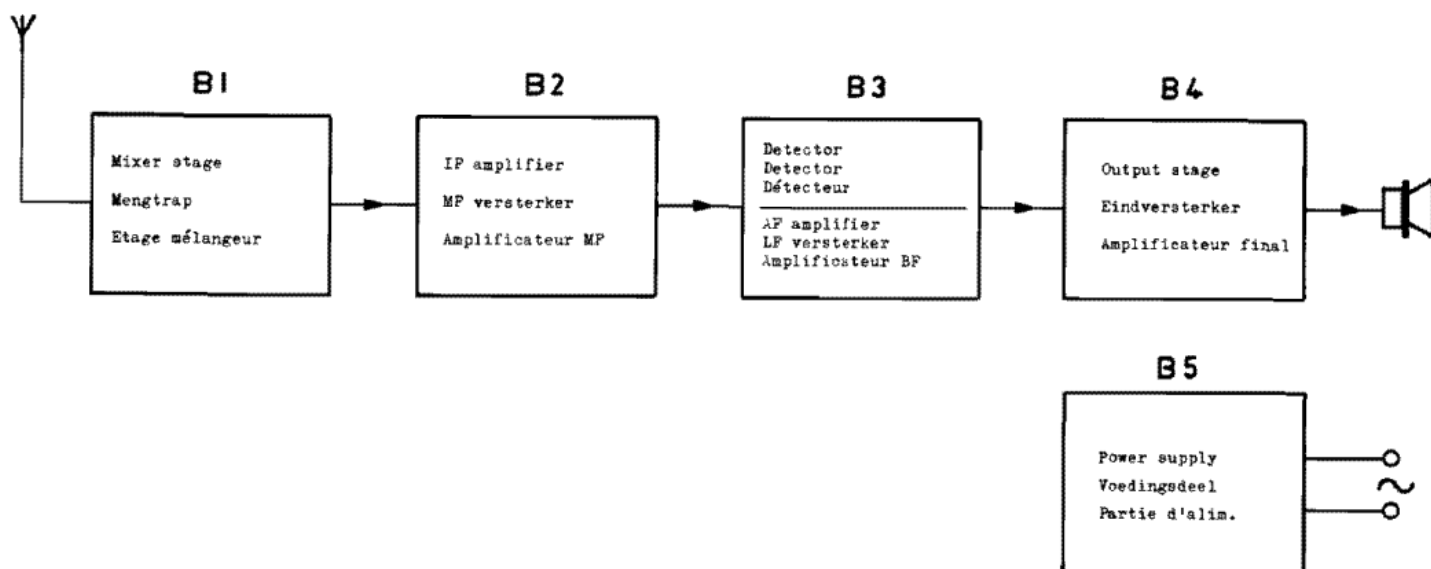 B1
Mixer stage
Mengtrap
Etage mélangeur
B2
IF amplifier
MF versterker
Amplificateur MF
B3
Detector
Detector
Détecteur
AF amplifier
LF versterker
Amplificateur BF
B4
Output stage
Eindversterker
Amplificateur final
B5
Power supply
Voedingsdeel
Partie d'alim.